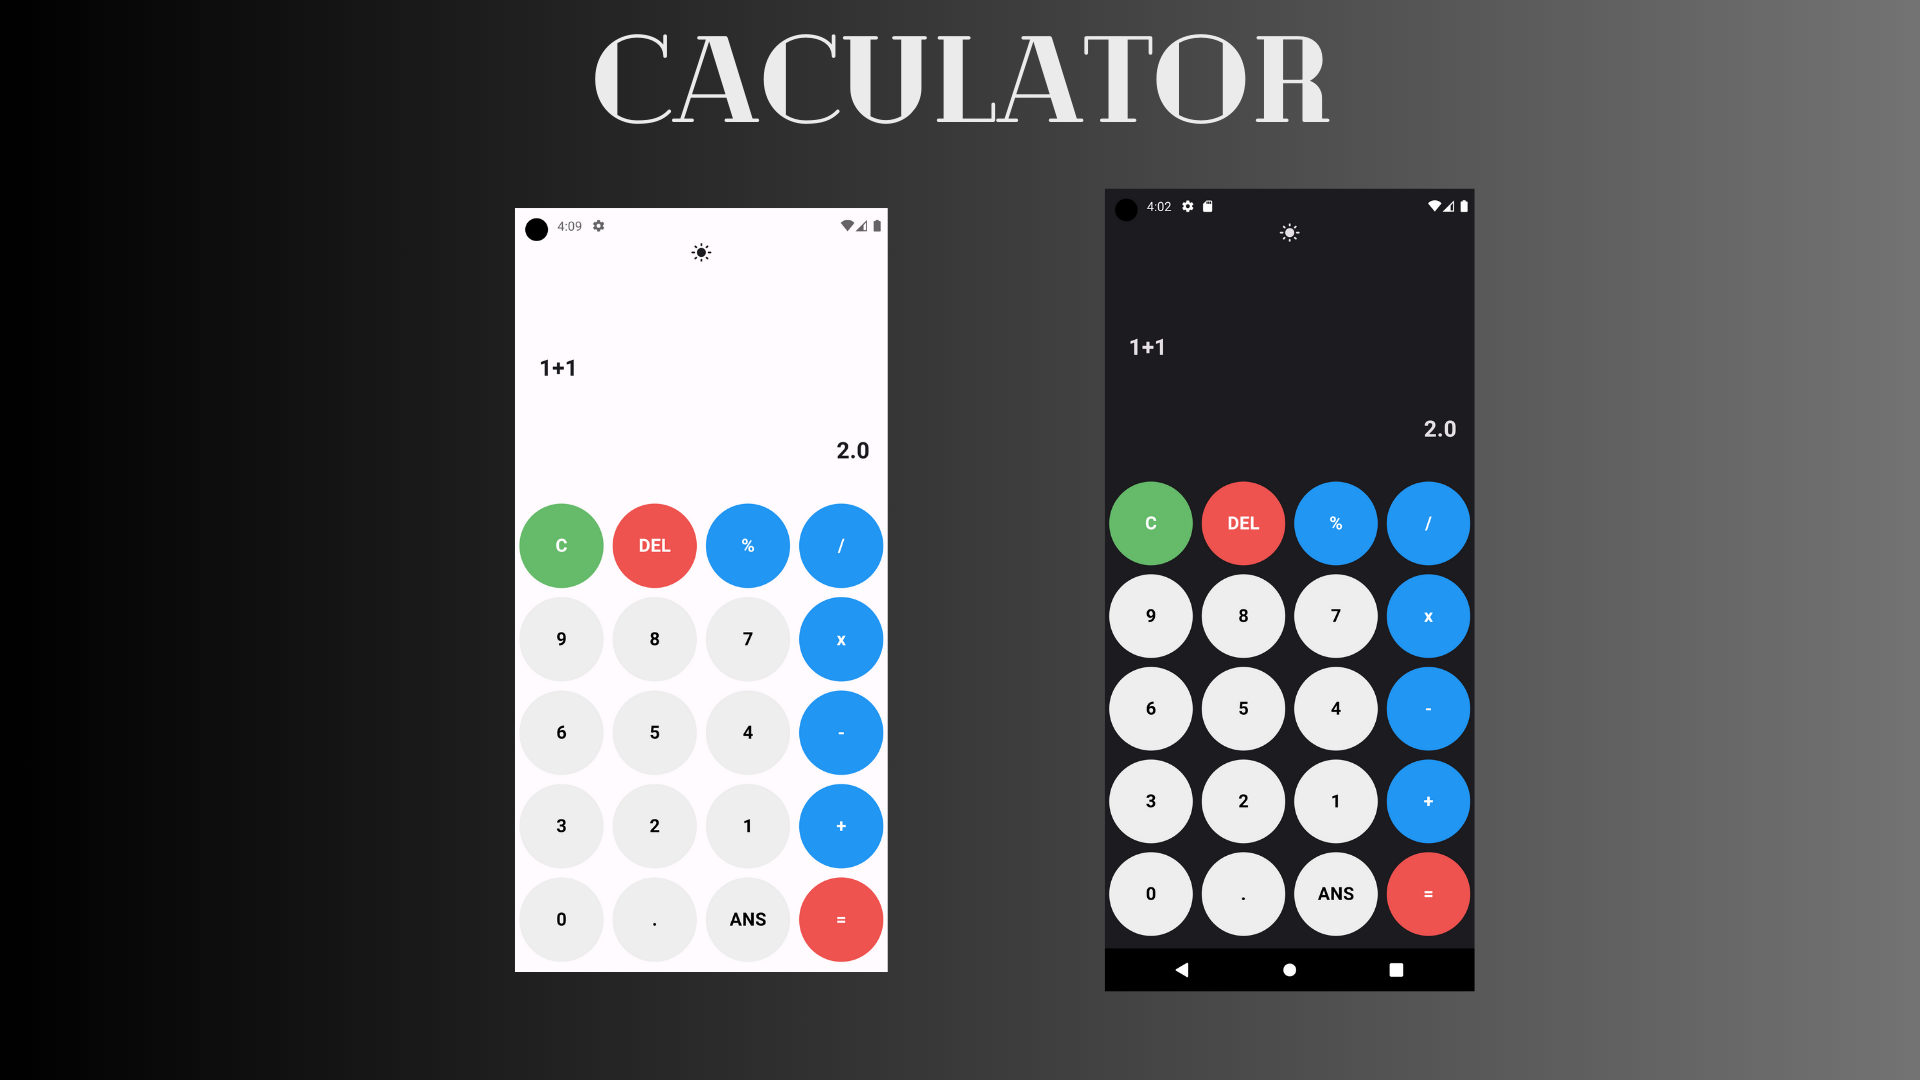 CACULATOR
4:09
1+1
2.0
C DEL % /
9 8 7 x
6 5 4 -
3 2 1 +
0 . ANS =
4:02
1+1
2.0
C DEL % /
9 8 7 x
6 5 4 -
3 2 1 +
0 . ANS =